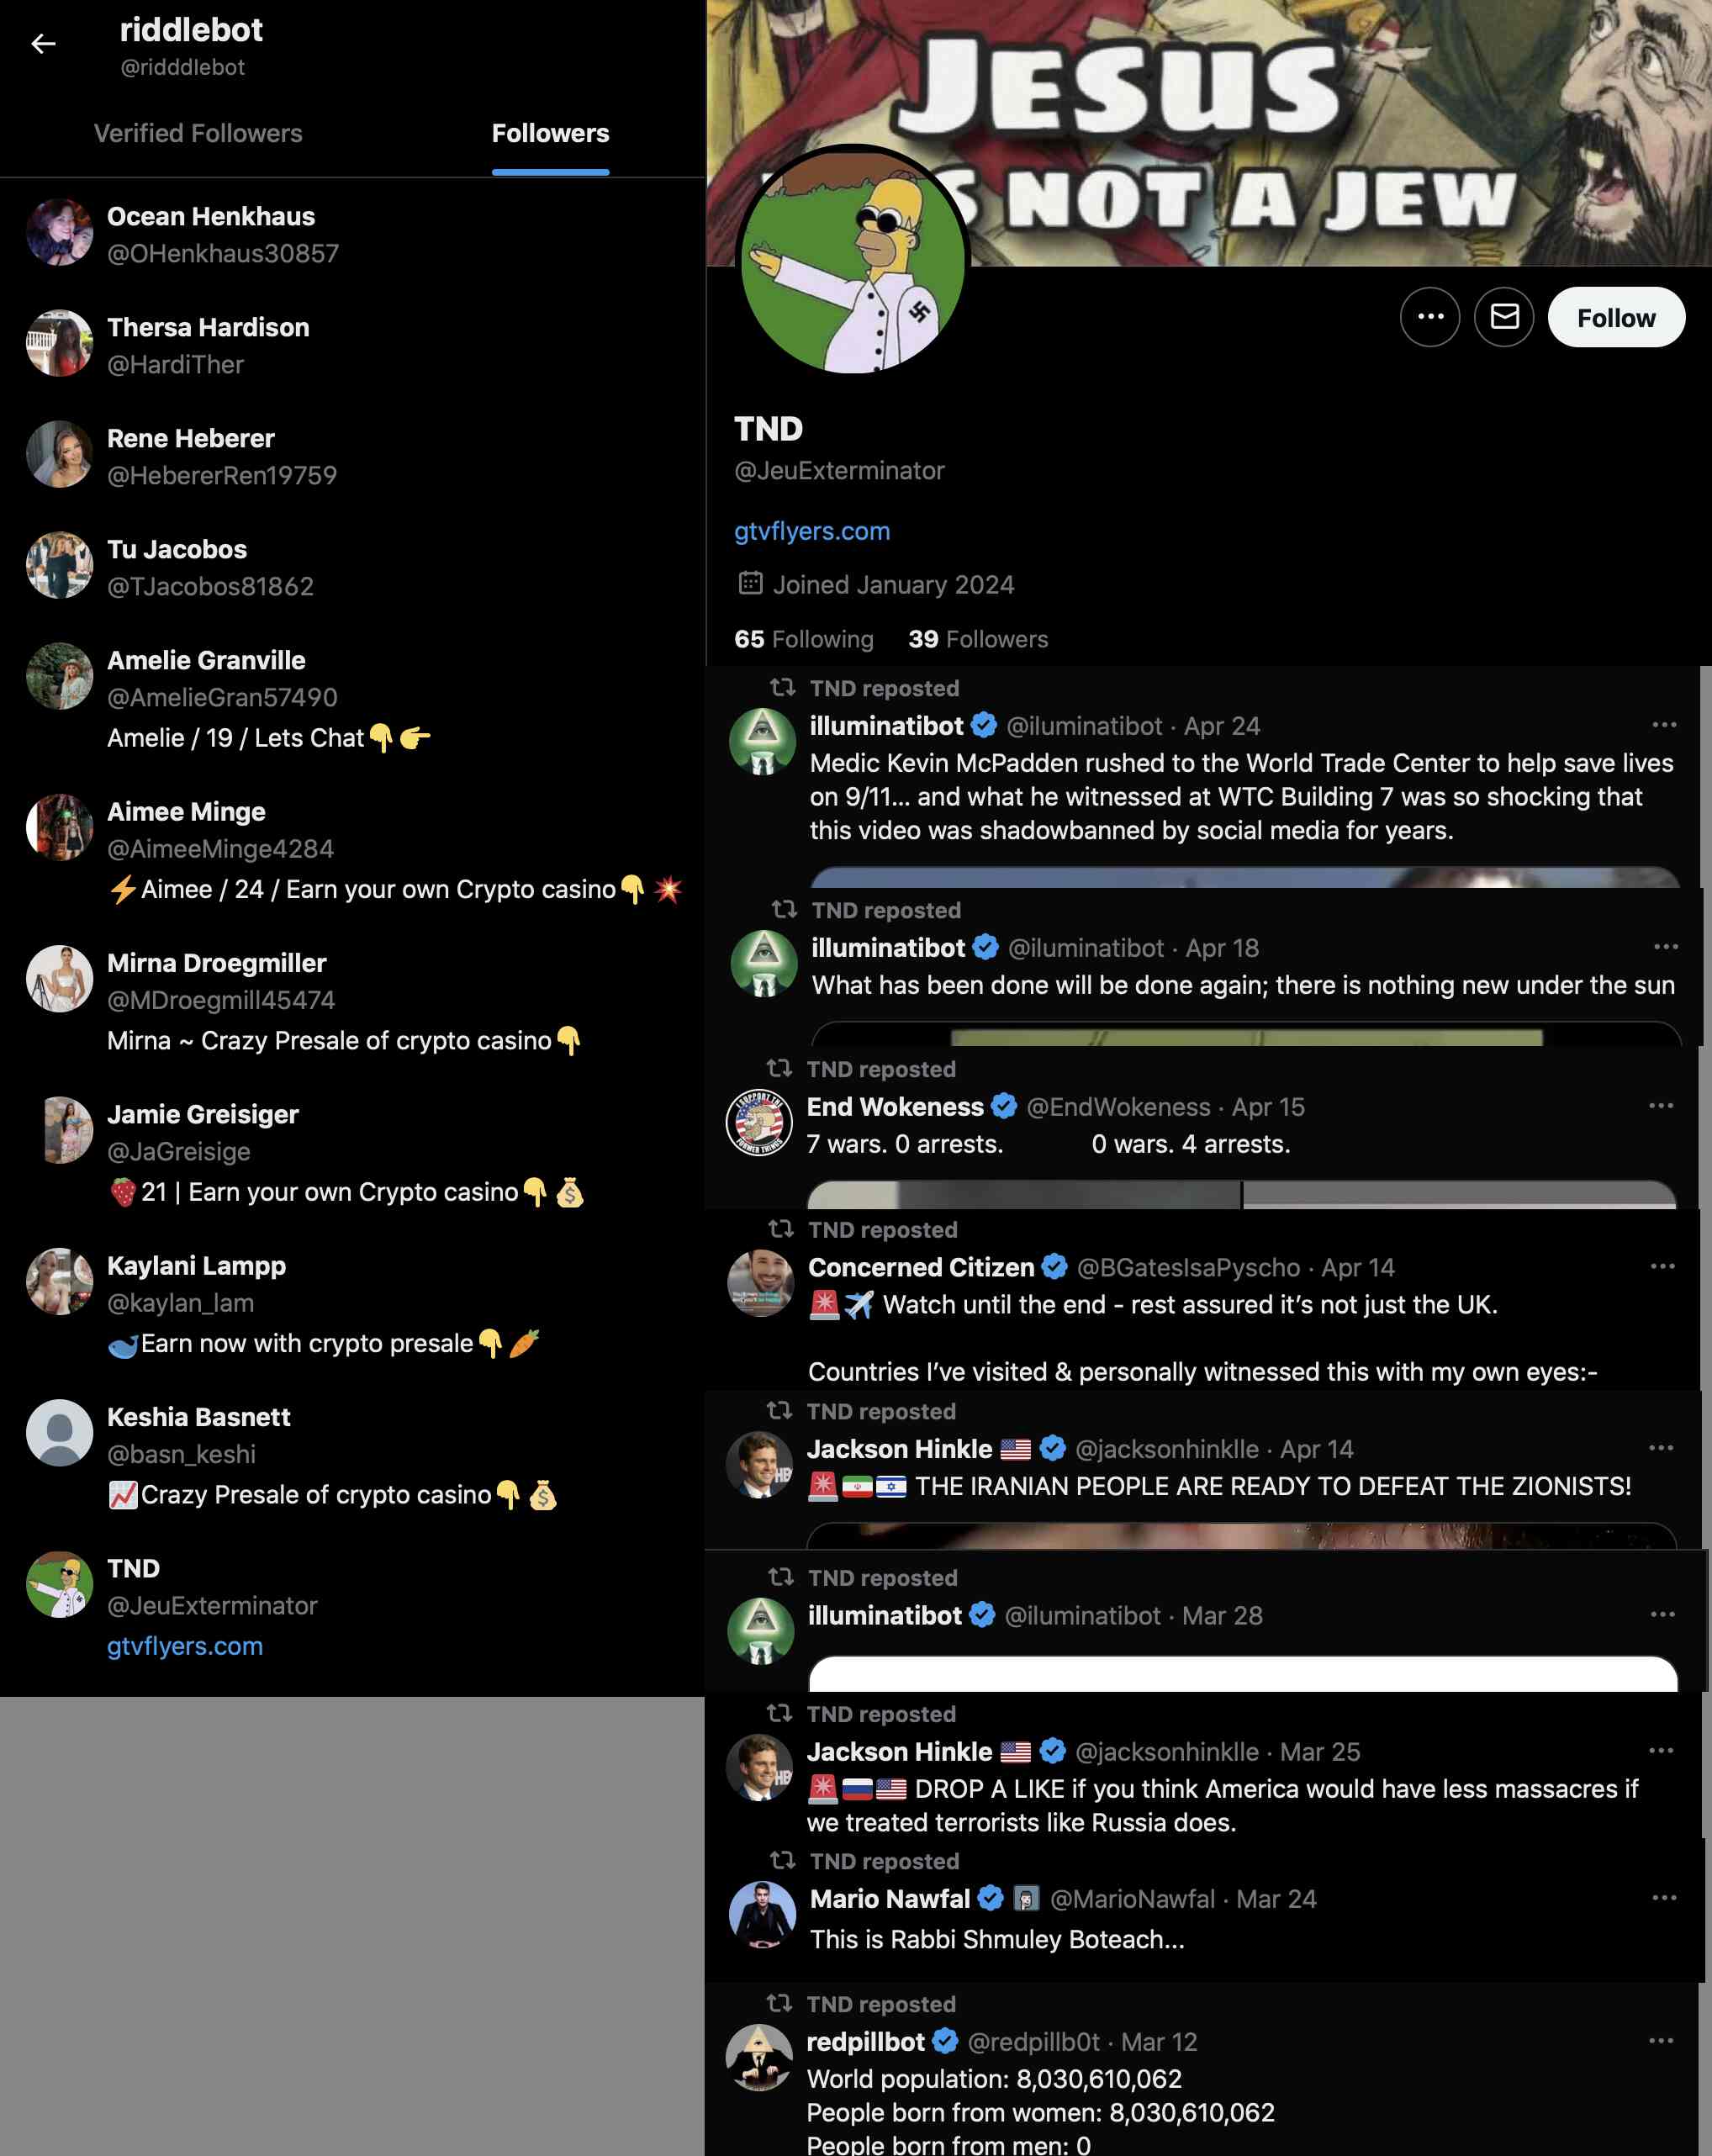 riddlebot
@ridddlebot
Verified Followers
Followers
Ocean Henkhaus
@OHenkhaus30857
Thersa Hardison
@HardiTher
Rene Heberer
@HebererRen19759
Tu Jacobos
@TJacobos81862
Amelie Granville
@AmelieGran57490
Amelie / 19 / Lets Chat👇👉
Aimee Minge
@AimeeMinge4284
⚡Aimee / 24 / Earn your own Crypto casino👇💥
Mirna Droegmiller
@MDroegmill45474
Mirna ~ Crazy Presale of crypto casino👇
Jamie Greisiger
@JaGreisige
🍓21 | Earn your own Crypto casino👇💰
Kaylani Lampp
@kaylan_lam
🐳Earn now with crypto presale👇🥕
Keshia Basnett
@basn_keshi
📈Crazy Presale of crypto casino👇💰
TND
@JeuExterminator
gtvflyers.com
JESUS
S NOT A JEW
Follow
TND
@JeuExterminator
gtvflyers.com
Joined January 2024
65 Following 39 Followers
TND reposted
illuminatibot @iluminatibot · Apr 24
Medic Kevin McPadden rushed to the World Trade Center to help save lives
on 9/11... and what he witnessed at WTC Building 7 was so shocking that
this video was shadowbanned by social media for years.
TND reposted
illuminatibot @iluminatibot · Apr 18
What has been done will be done again; there is nothing new under the sun
TND reposted
End Wokeness @EndWokeness · Apr 15
7 wars. 0 arrests. 0 wars. 4 arrests.
TND reposted
Concerned Citizen @BGatesIsaPyscho · Apr 14
🚨✈️ Watch until the end - rest assured it’s not just the UK.
Countries I’ve visited & personally witnessed this with my own eyes:-
TND reposted
Jackson Hinkle 🇺🇸 @jacksonhinklle · Apr 14
🚨🇮🇷🇮🇱 THE IRANIAN PEOPLE ARE READY TO DEFEAT THE ZIONISTS!
TND reposted
illuminatibot @iluminatibot · Mar 28
TND reposted
Jackson Hinkle 🇺🇸 @jacksonhinklle · Mar 25
🚨🇷🇺🇺🇸 DROP A LIKE if you think America would have less massacres if
we treated terrorists like Russia does.
TND reposted
Mario Nawfal @MarioNawfal · Mar 24
This is Rabbi Shmuley Boteach...
TND reposted
redpillbot @redpillb0t · Mar 12
World population: 8,030,610,062
People born from women: 8,030,610,062
People born from men: 0